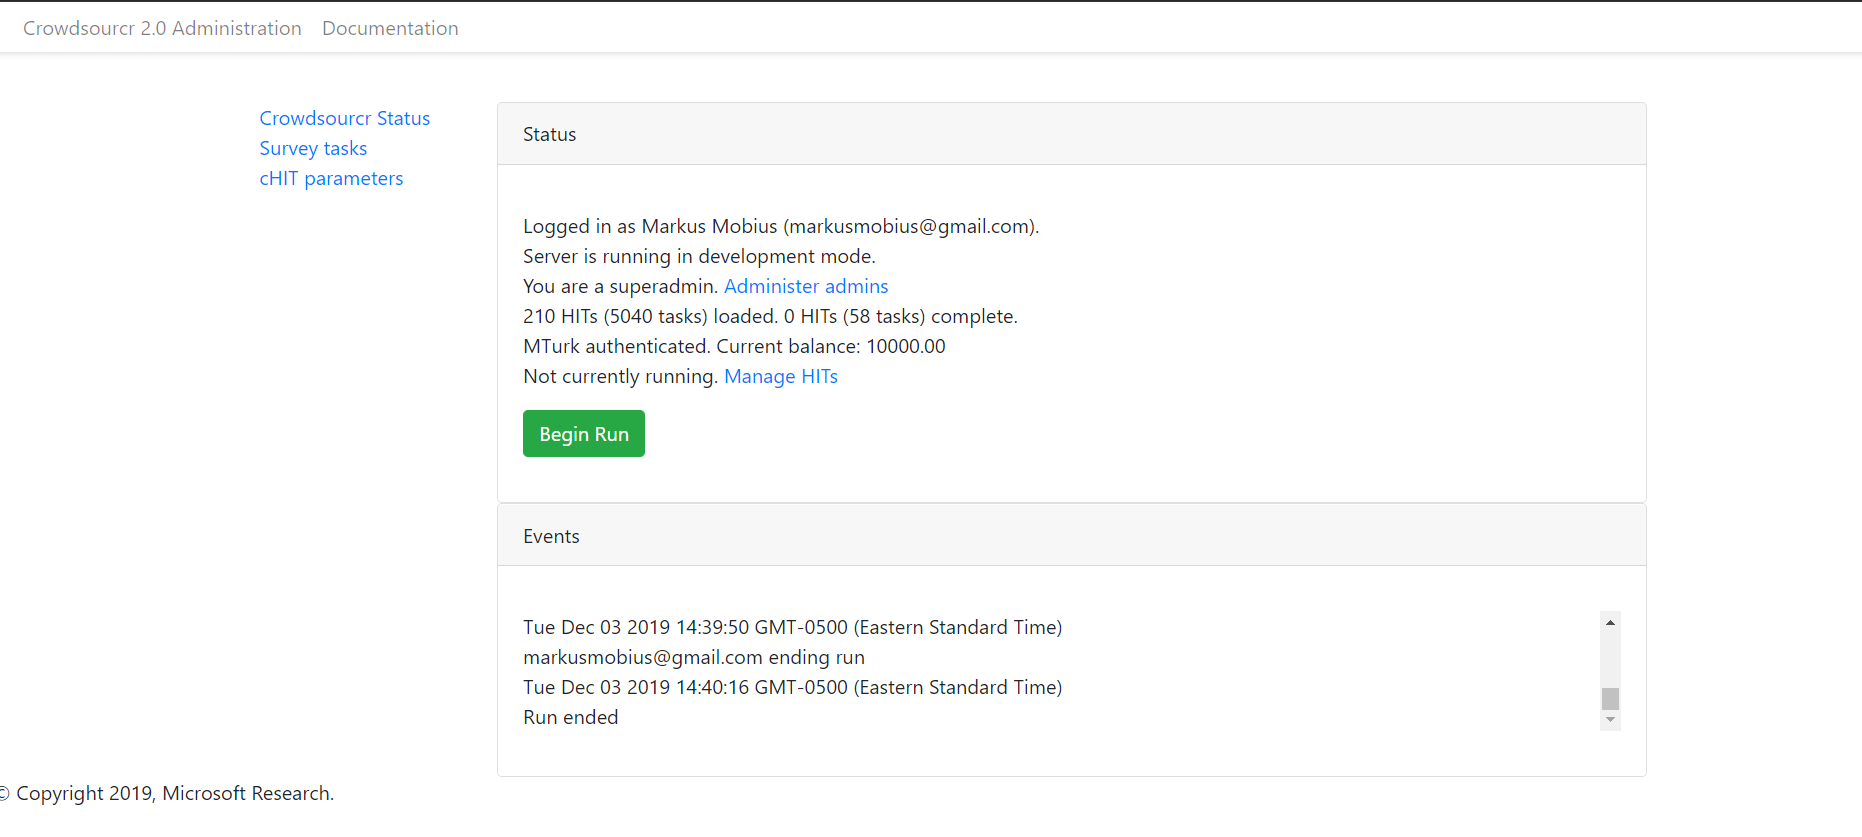 Crowdsourcr 2.0 Administration Documentation
Crowdsourcr Status
Survey tasks
cHIT parameters
Status
Logged in as Markus Mobius (markusmobius@gmail.com).
Server is running in development mode.
You are a superadmin. Administer admins
210 HITs (5040 tasks) loaded. 0 HITs (58 tasks) complete.
MTurk authenticated. Current balance: 10000.00
Not currently running. Manage HITs
Begin Run
Events
Tue Dec 03 2019 14:39:50 GMT-0500 (Eastern Standard Time)
markusmobius@gmail.com ending run
Tue Dec 03 2019 14:40:16 GMT-0500 (Eastern Standard Time)
Run ended
© Copyright 2019, Microsoft Research.